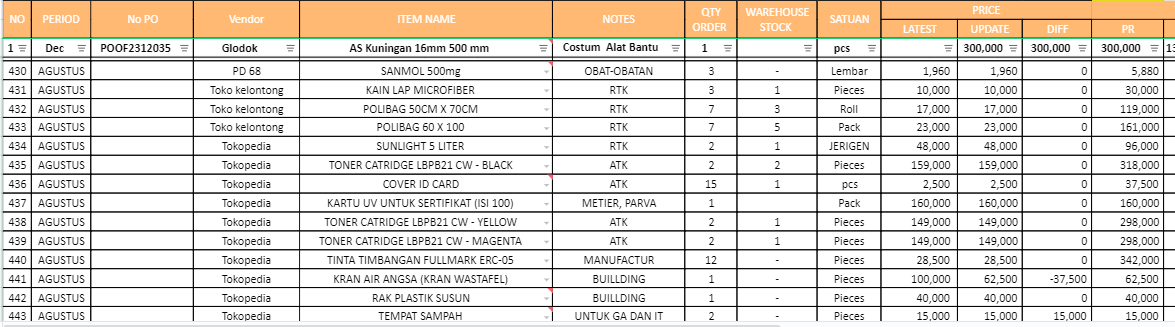 NO PERIOD No PO Vendor ITEM NAME NOTES QTY ORDER WAREHOUSE STOCK SATUAN PRICE
LATEST UPDATE DIFF PR
1 Dec POOF2312035 Glodok AS Kuningan 16mm 500 mm Costum Alat Bantu 1 pcs 300,000 300,000 300,000 13
430 AGUSTUS PD 68 SANMOL 500mg OBAT-OBATAN 3 - Lembar 1,960 1,960 0 5,880
431 AGUSTUS Toko kelontong KAIN LAP MICROFIBER RTK 3 1 Pieces 10,000 10,000 0 30,000
432 AGUSTUS Toko kelontong POLIBAG 50CM X 70CM RTK 7 3 Roll 17,000 17,000 0 119,000
433 AGUSTUS Toko kelontong POLIBAG 60 X 100 RTK 7 5 Pack 23,000 23,000 0 161,000
434 AGUSTUS Tokopedia SUNLIGHT 5 LITER RTK 2 1 JERIGEN 48,000 48,000 0 96,000
435 AGUSTUS Tokopedia TONER CATRIDGE LBPB21 CW - BLACK ATK 2 2 Pieces 159,000 159,000 0 318,000
436 AGUSTUS Tokopedia COVER ID CARD ATK 15 1 pcs 2,500 2,500 0 37,500
437 AGUSTUS Tokopedia KARTU UV UNTUK SERTIFIKAT (ISI 100) METIER, PARVA 1 Pack 160,000 160,000 0 160,000
438 AGUSTUS Tokopedia TONER CATRIDGE LBPB21 CW - YELLOW ATK 2 1 Pieces 149,000 149,000 0 298,000
439 AGUSTUS Tokopedia TONER CATRIDGE LBPB21 CW - MAGENTA ATK 2 1 Pieces 149,000 149,000 0 298,000
440 AGUSTUS Tokopedia TINTA TIMBANGAN FULLMARK ERC-05 MANUFACTUR 12 - Pieces 28,500 28,500 0 342,000
441 AGUSTUS Tokopedia KRAN AIR ANGSA (KRAN WASTAFEL) BUILLDING 1 - Pieces 100,000 62,500 -37,500 62,500
442 AGUSTUS Tokopedia RAK PLASTIK SUSUN BUILLDING 1 - Pieces 40,000 40,000 0 40,000
443 AGUSTUS Tokopedia TEMPAT SAMPAH UNTUK GA DAN IT 2 - Pieces 15,000 15,000 15,000 15,000